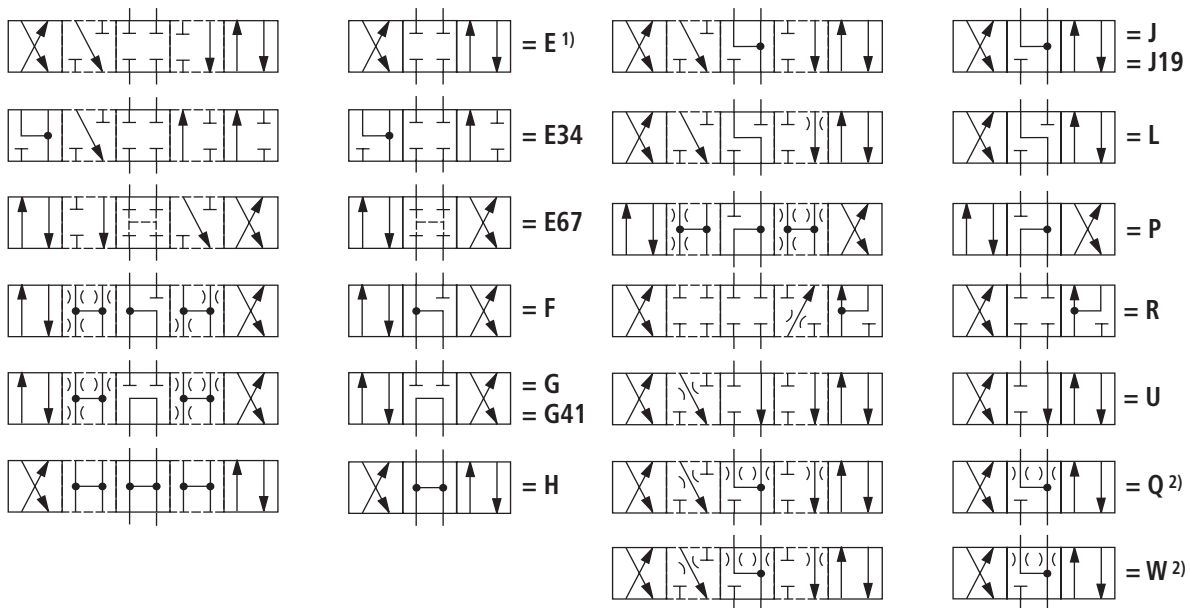 = E 1)
= E34
= E67
= F
= G
= G41
= H
= J
= J19
= L
= P
= R
= U
= Q 2)
= W 2)